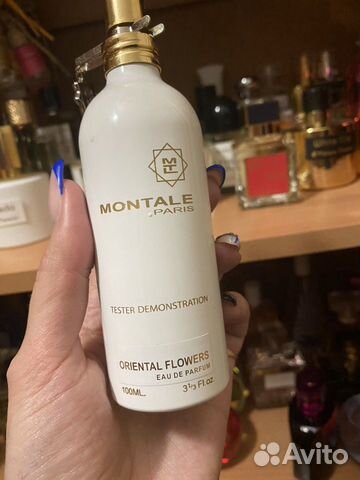 MONTALE
.PARIS
TESTER DEMONSTRATION
ORIENTAL FLOWERS
EAU DE PARFUM
100ML. 3⅓ Fl oz.
Avito